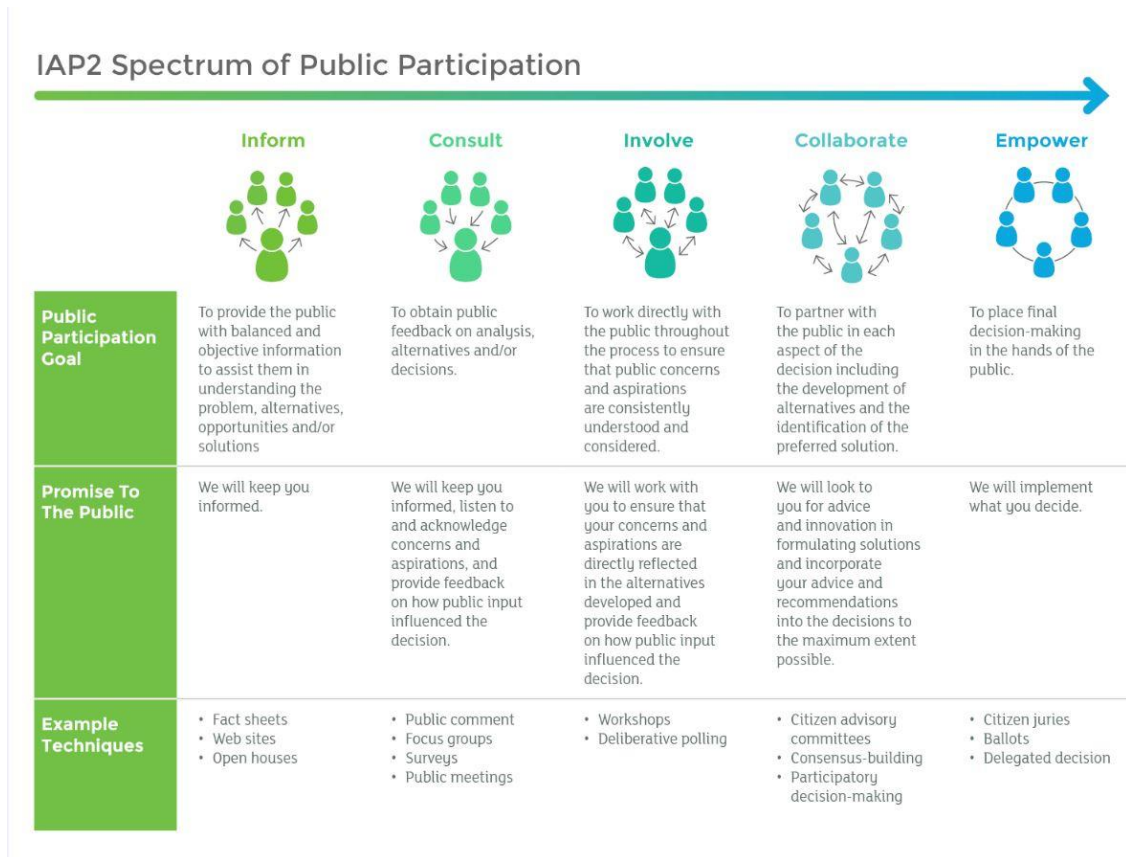 IAP2 Spectrum of Public Participation
Inform
Consult
Involve
Collaborate
Empower
Public
Participation
Goal
To provide the public
with balanced and
objective information
to assist them in
understanding the
problem, alternatives,
opportunities and/or
solutions
To obtain public
feedback on analysis,
alternatives and/or
decisions.
To work directly with
the public throughout
the process to ensure
that public concerns
and aspirations
are consistently
understood and
considered.
To partner with
the public in each
aspect of the
decision including
the development of
alternatives and the
identification of the
preferred solution.
To place final
decision-making
in the hands of the
public.
Promise To
The Public
We will keep you
informed.
We will keep you
informed, listen to
and acknowledge
concerns and
aspirations, and
provide feedback
on how public input
influenced the
decision.
We will work with
you to ensure that
your concerns and
aspirations are
directly reflected
in the alternatives
developed and
provide feedback
on how public input
influenced the
decision.
We will look to
you for advice
and innovation in
formulating solutions
and incorporate
your advice and
recommendations
into the decisions to
the maximum extent
possible.
We will implement
what you decide.
Example
Techniques
• Fact sheets
• Web sites
• Open houses
• Public comment
• Focus groups
• Surveys
• Public meetings
• Workshops
• Deliberative polling
• Citizen advisory
committees
• Consensus-building
• Participatory
decision-making
• Citizen juries
• Ballots
• Delegated decision